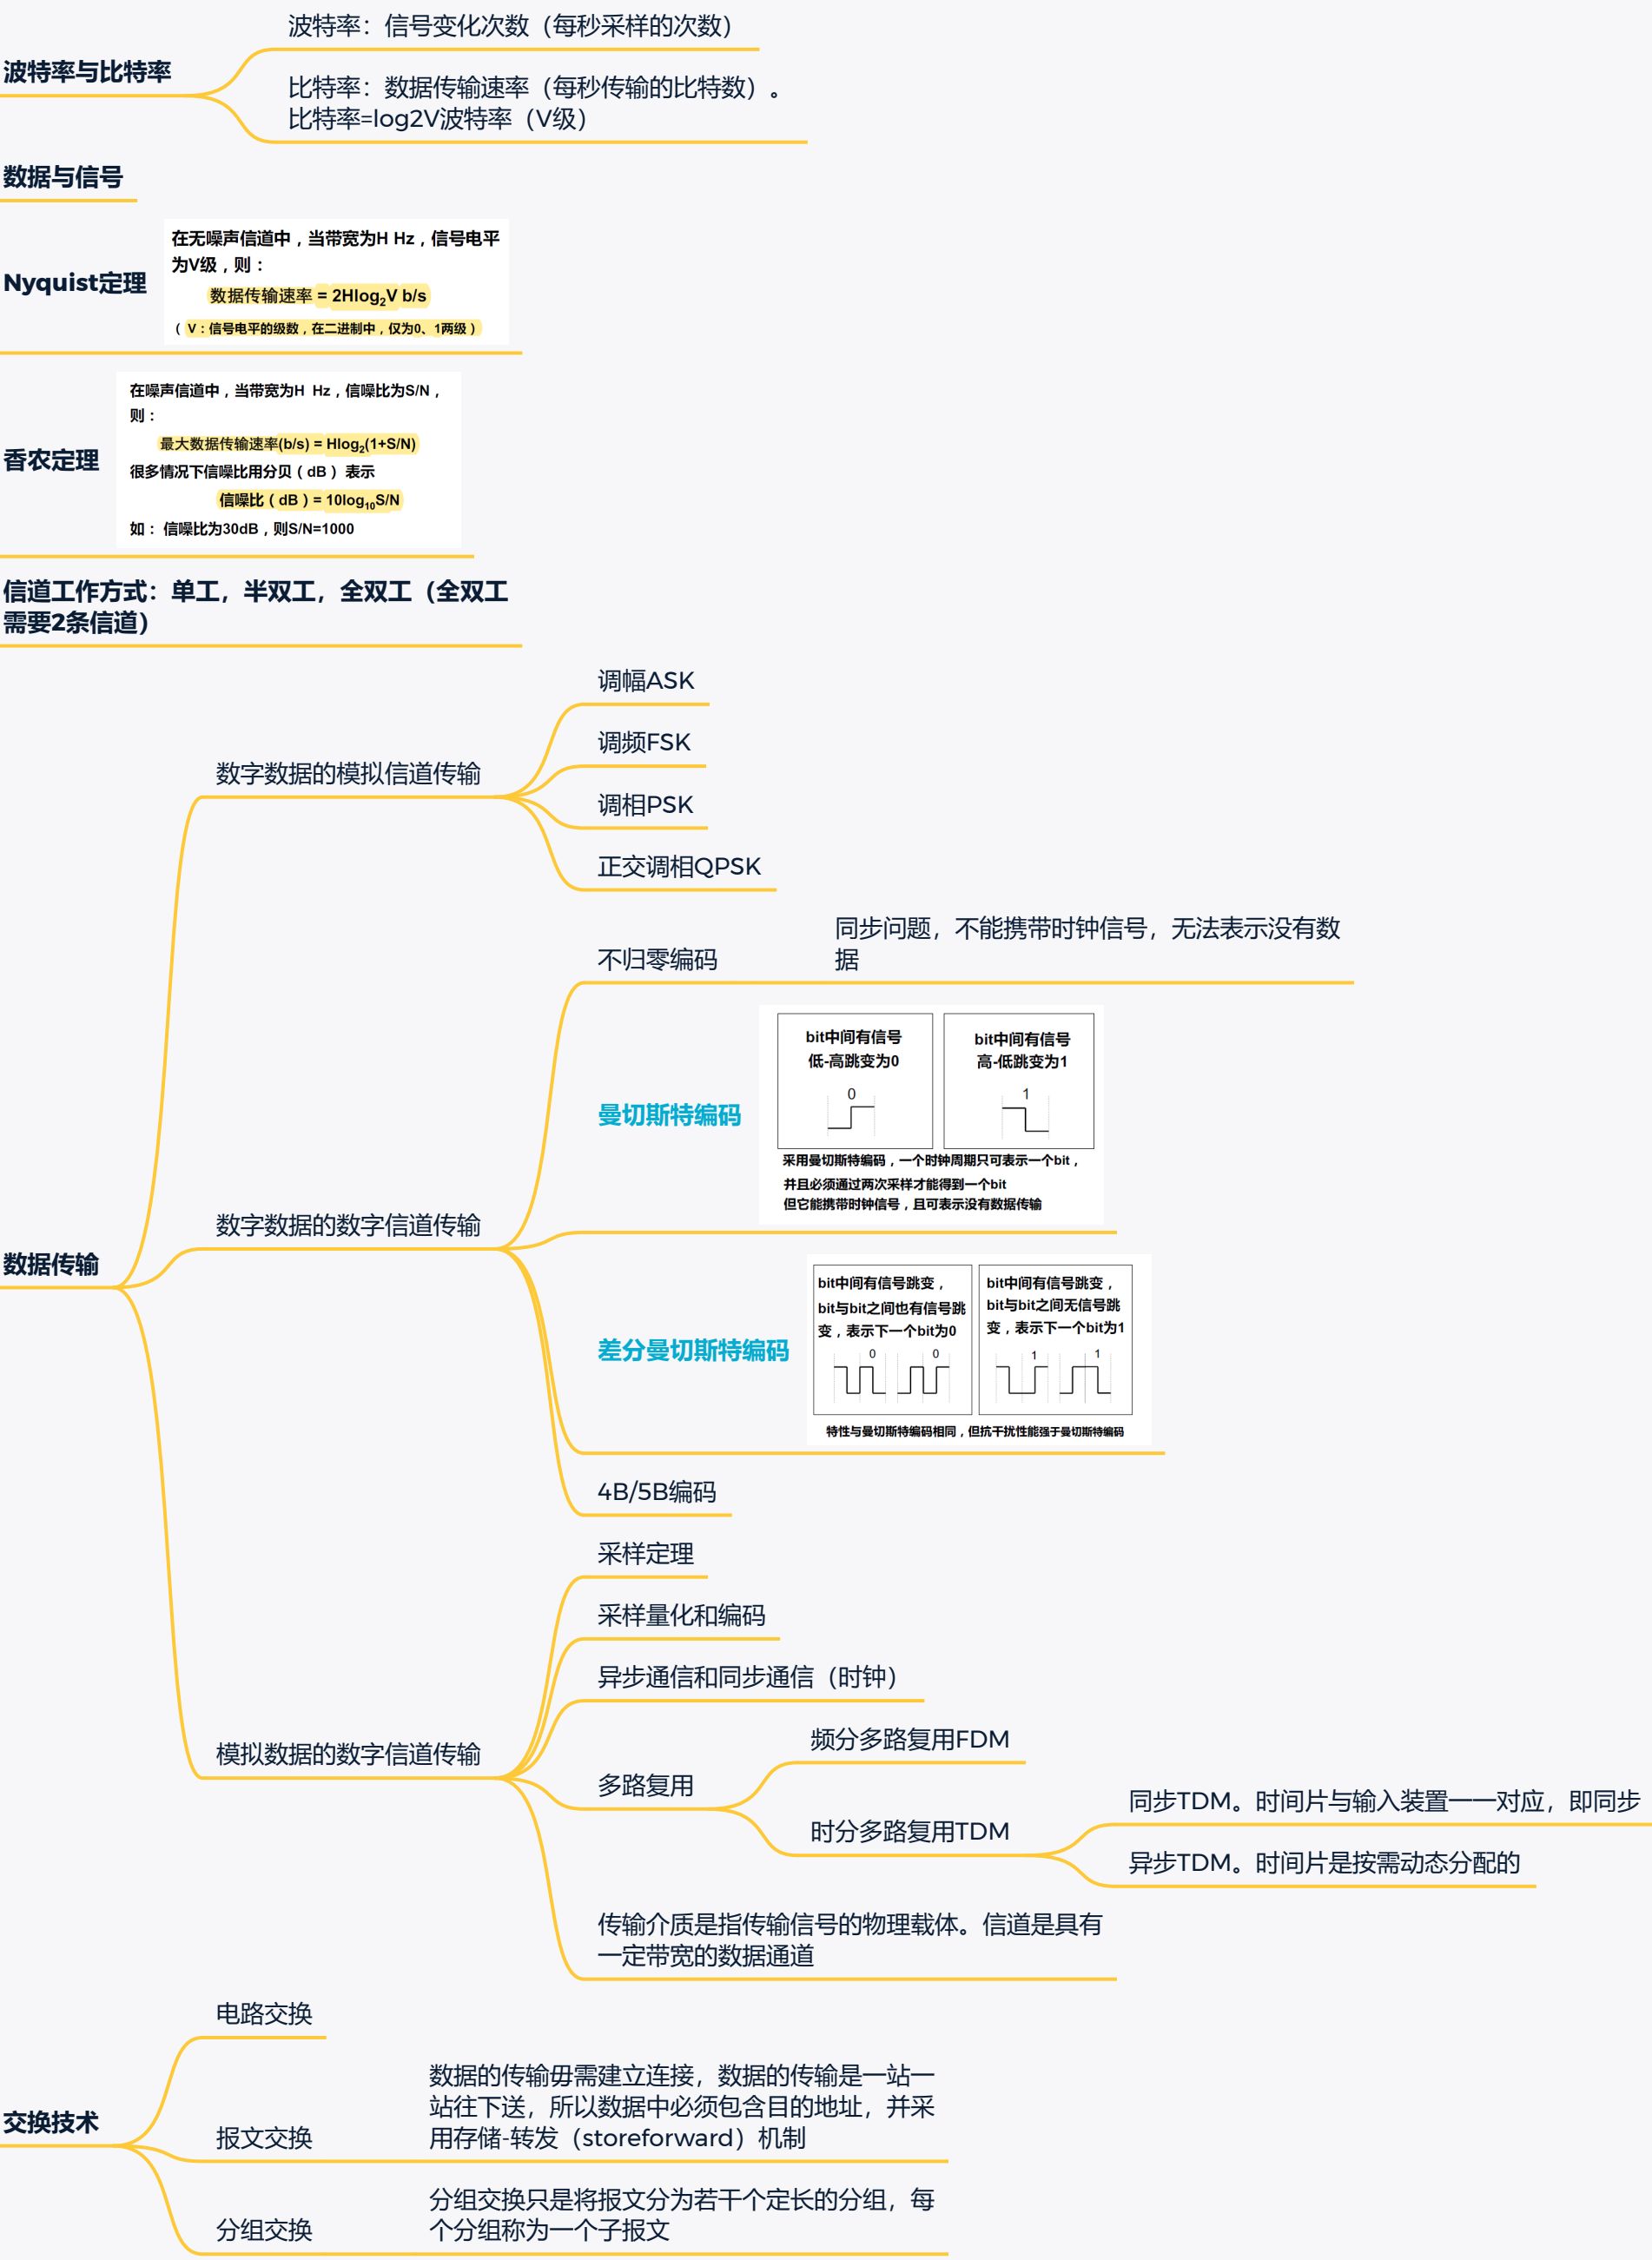 波特率与比特率
波特率：信号变化次数（每秒采样的次数）
比特率：数据传输速率（每秒传输的比特数）。
比特率=log2V波特率（V级）
数据与信号
Nyquist定理
在无噪声信道中，当带宽为H Hz，信号电平
为V级，则：
数据传输速率 = 2Hlog₂V b/s
（ V：信号电平的级数，在二进制中，仅为0、1两级 ）
香农定理
在噪声信道中，当带宽为H Hz，信噪比为S/N，
则：
最大数据传输速率(b/s) = Hlog₂(1+S/N)
很多情况下信噪比用分贝（dB）表示
信噪比（dB）= 10log₁₀S/N
如： 信噪比为30dB，则S/N=1000
信道工作方式：单工，半双工，全双工（全双工
需要2条信道）
数据传输
数字数据的模拟信道传输
调幅ASK
调频FSK
调相PSK
正交调相QPSK
数字数据的数字信道传输
不归零编码
同步问题，不能携带时钟信号，无法表示没有数
据
曼切斯特编码
bit中间有信号
低-高跳变为0
0
bit中间有信号
高-低跳变为1
1
采用曼切斯特编码，一个时钟周期只可表示一个bit，
并且必须通过两次采样才能得到一个bit
但它能携带时钟信号，且可表示没有数据传输
差分曼切斯特编码
bit中间有信号跳变，
bit与bit之间也有信号跳
变，表示下一个bit为0
0 0
bit中间有信号跳变，
bit与bit之间无信号跳
变，表示下一个bit为1
1 1
特性与曼切斯特编码相同，但抗干扰性能强于曼切斯特编码
4B/5B编码
模拟数据的数字信道传输
采样定理
采样量化和编码
异步通信和同步通信（时钟）
多路复用
频分多路复用FDM
时分多路复用TDM
同步TDM。时间片与输入装置一一对应，即同步
异步TDM。时间片是按需动态分配的
传输介质是指传输信号的物理载体。信道是具有
一定带宽的数据通道
交换技术
电路交换
报文交换
数据的传输毋需建立连接，数据的传输是一站一
站往下送，所以数据中必须包含目的地址，并采
用存储-转发（storeforward）机制
分组交换
分组交换只是将报文分为若干个定长的分组，每
个分组称为一个子报文